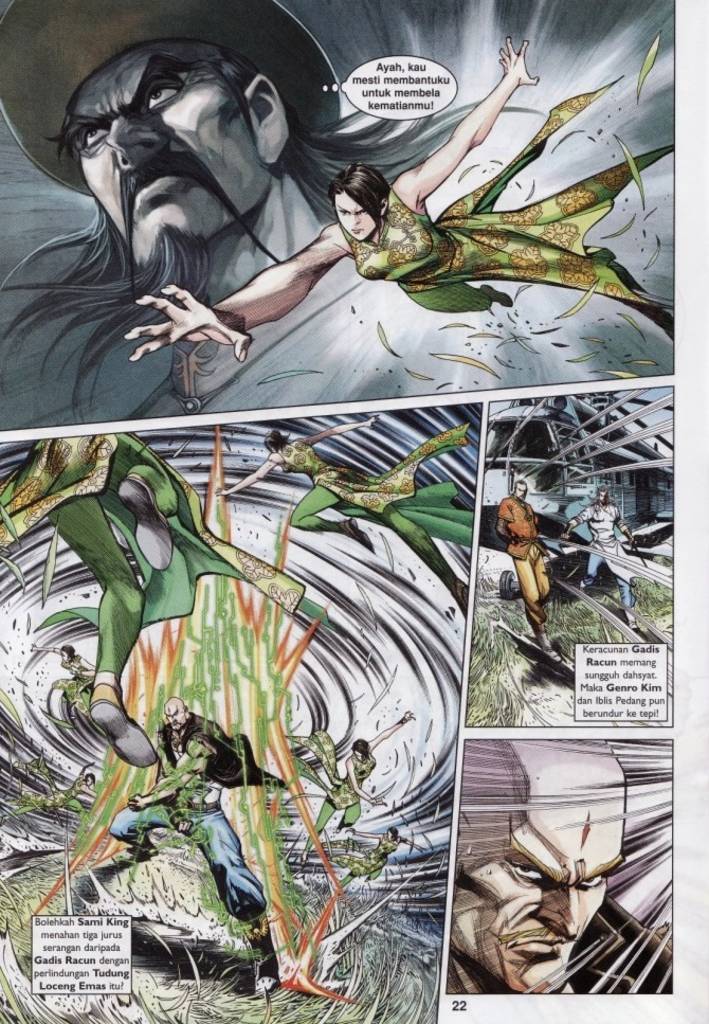 Ayah, kau
mesti membantuku
untuk membela
kematianmu!
Keracunan Gadis
Racun memang
sungguh dahsyat.
Maka Genro Kim
dan Iblis Pedang pun
berundur ke tepi!
Bolehkah Sami King
menahan tiga jurus
serangan daripada
Gadis Racun dengan
perlindungan Tudung
Loceng Emas itu?
22